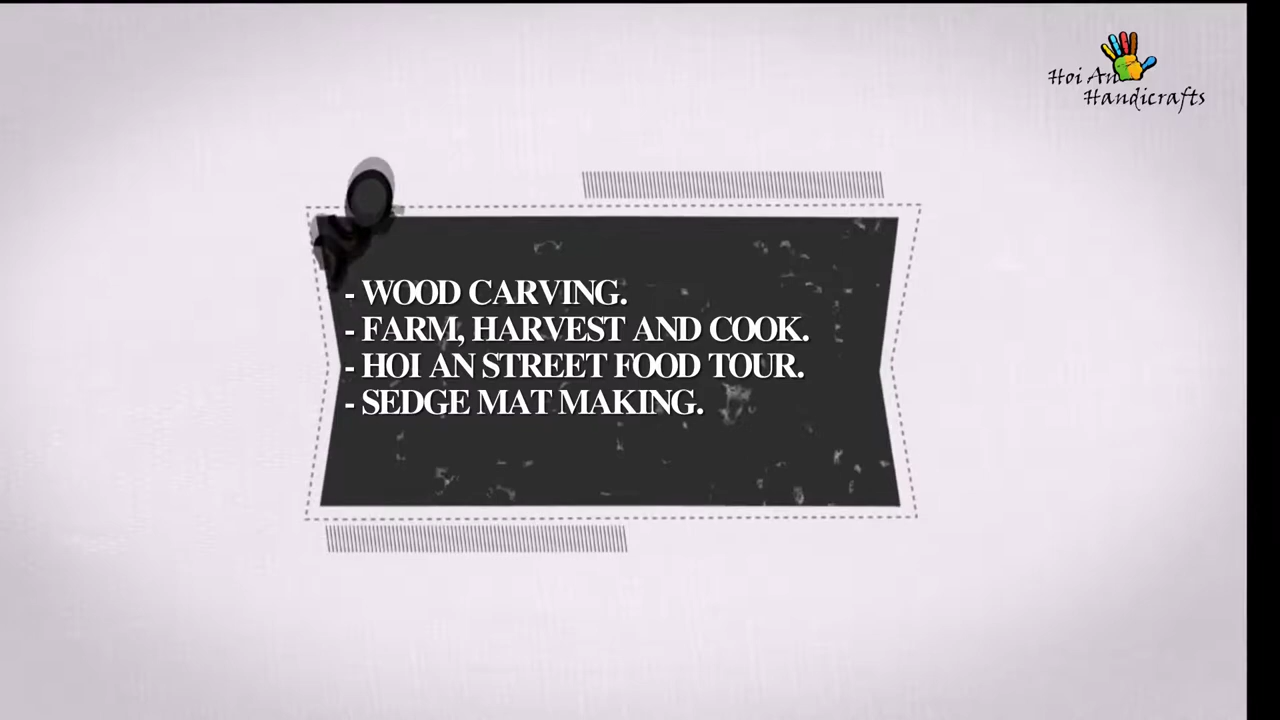 Hoi An
Handicrafts
- WOOD CARVING.
- FARM, HARVEST AND COOK.
- HOI AN STREET FOOD TOUR.
- SEDGE MAT MAKING.